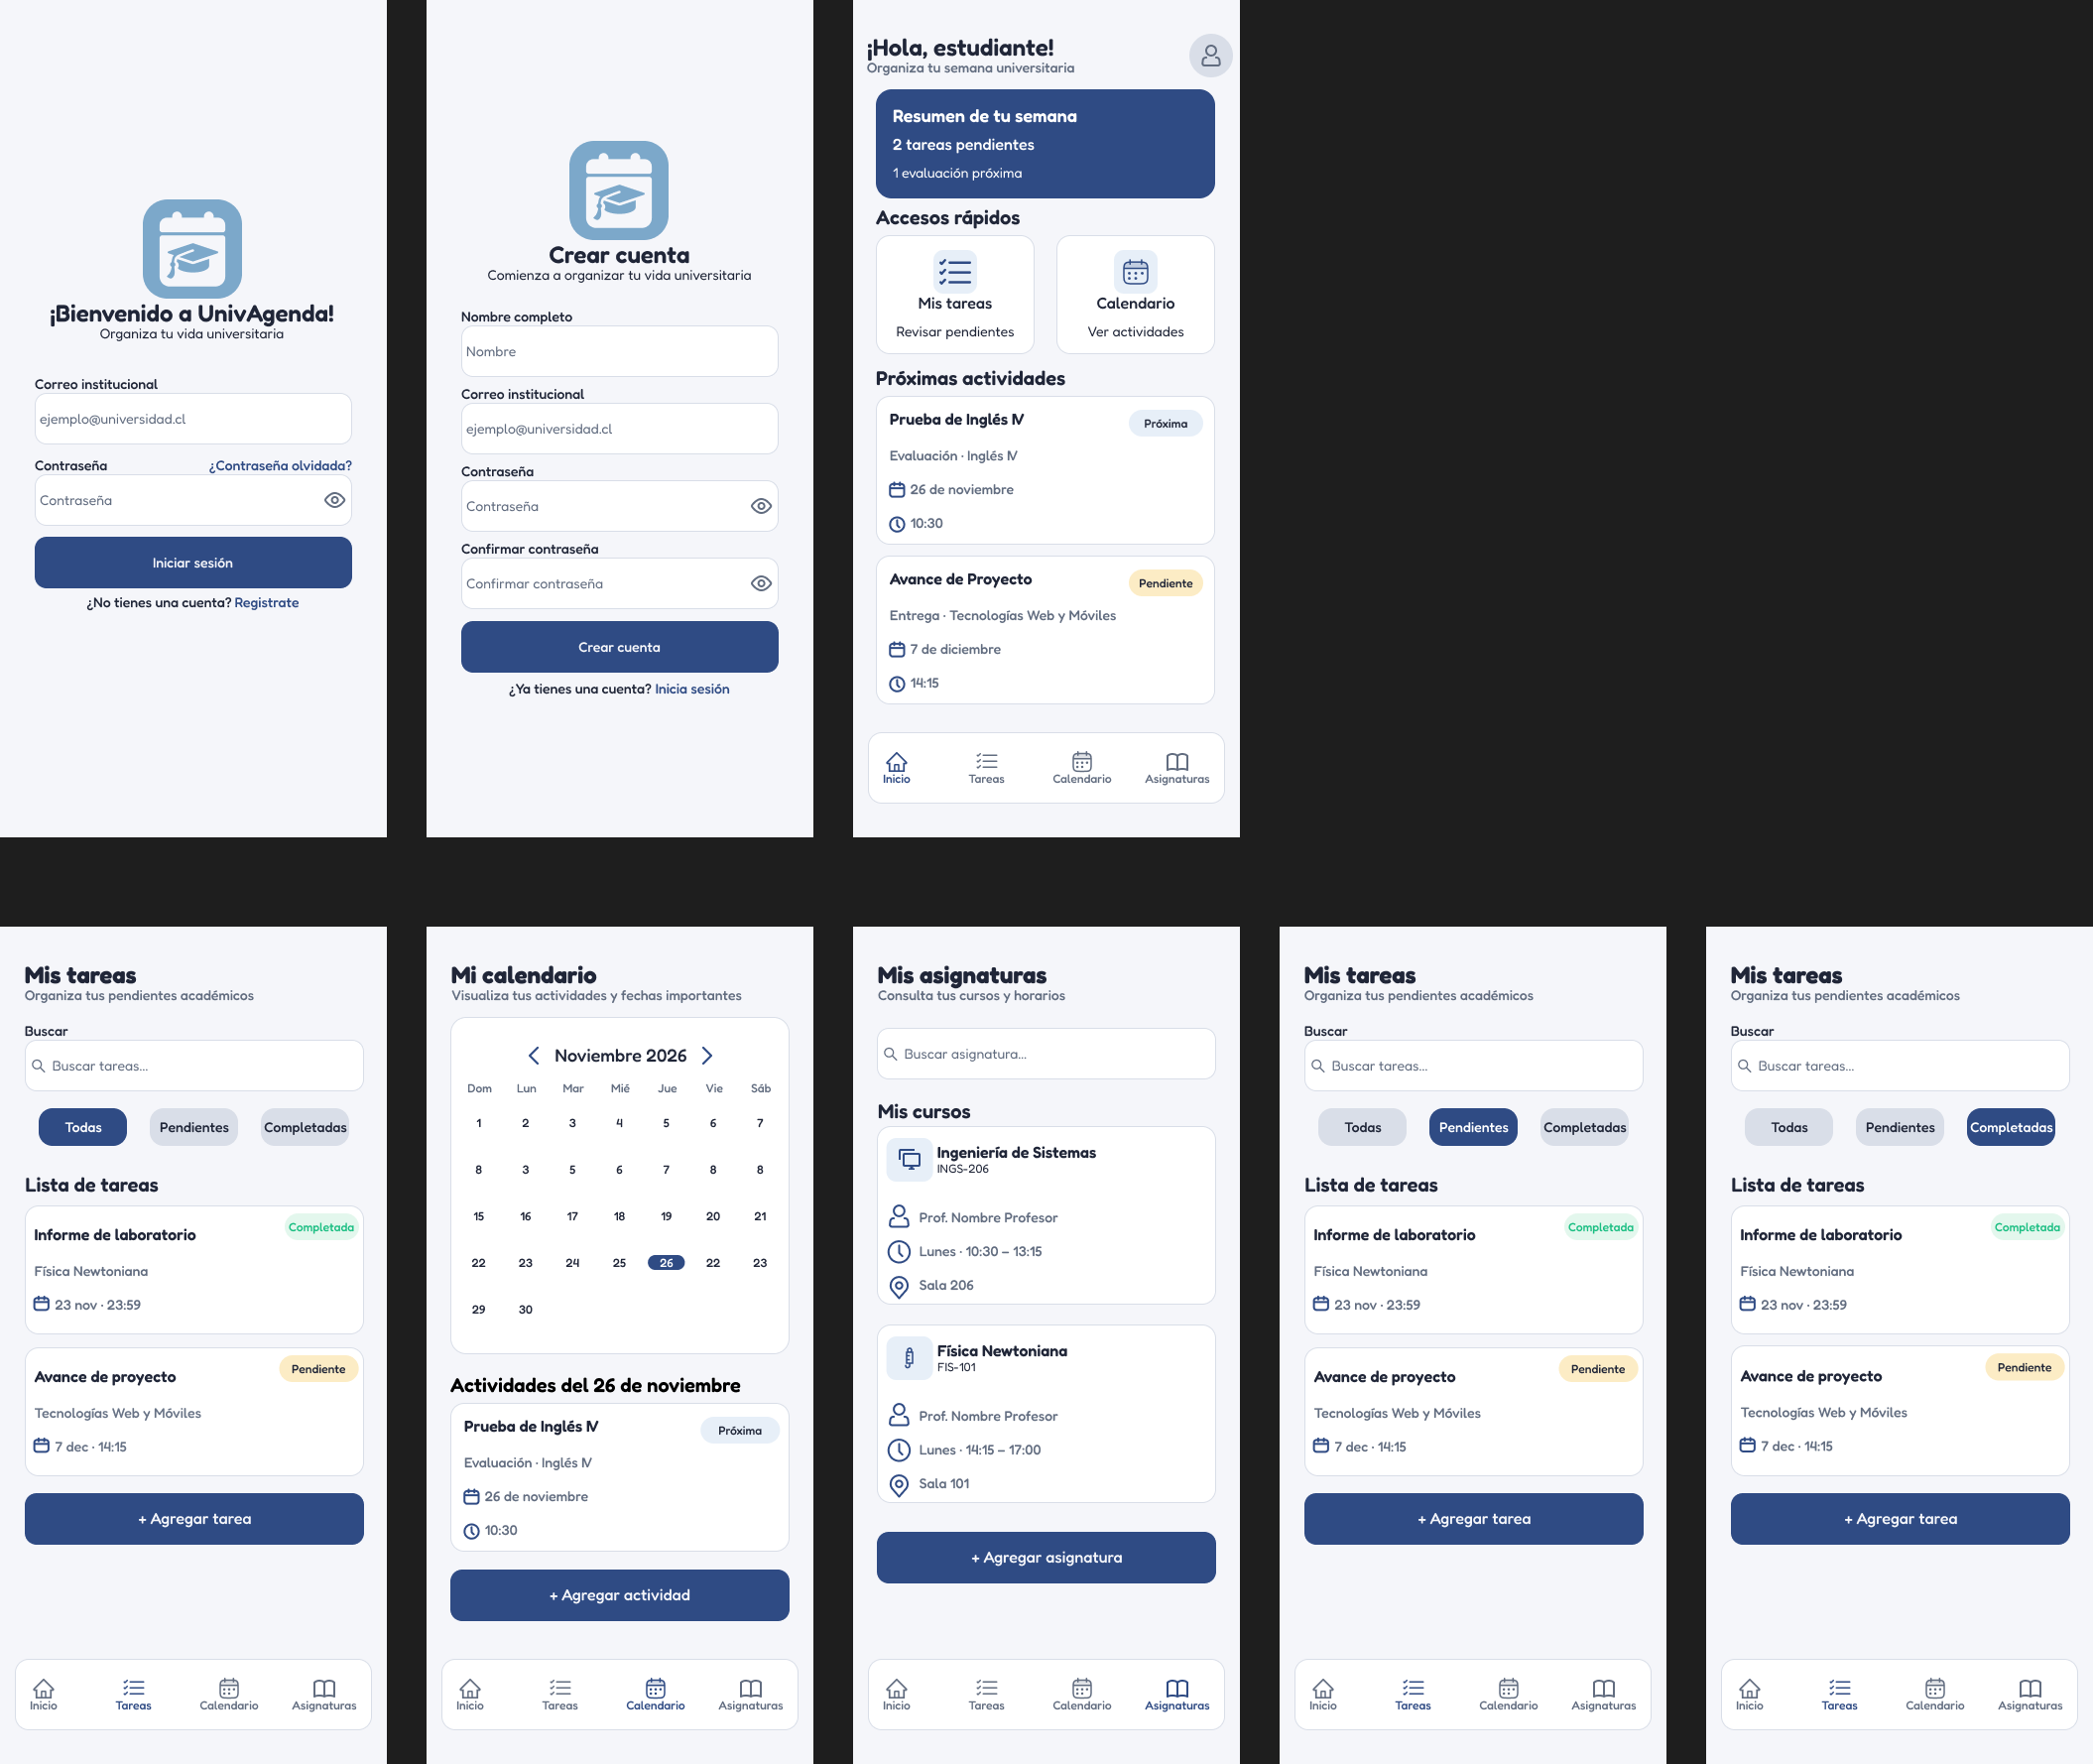 ¡Bienvenido a UnivAgenda!
Organiza tu vida universitaria
Correo institucional
ejemplo@universidad.cl
Contraseña ¿Contraseña olvidada?
Contraseña
Iniciar sesión
¿No tienes una cuenta? Registrate
Crear cuenta
Comienza a organizar tu vida universitaria
Nombre completo
Nombre
Correo institucional
ejemplo@universidad.cl
Contraseña
Contraseña
Confirmar contraseña
Confirmar contraseña
Crear cuenta
¿Ya tienes una cuenta? Inicia sesión
¡Hola, estudiante!
Organiza tu semana universitaria
Resumen de tu semana
2 tareas pendientes
1 evaluación próxima
Accesos rápidos
Mis tareas
Revisar pendientes
Calendario
Ver actividades
Próximas actividades
Prueba de Inglés IV Próxima
Evaluación · Inglés IV
26 de noviembre
10:30
Avance de Proyecto Pendiente
Entrega · Tecnologías Web y Móviles
7 de diciembre
14:15
Inicio Tareas Calendario Asignaturas
Mis tareas
Organiza tus pendientes académicos
Buscar
Buscar tareas...
Todas Pendientes Completadas
Lista de tareas
Informe de laboratorio Completada
Física Newtoniana
23 nov · 23:59
Avance de proyecto Pendiente
Tecnologías Web y Móviles
7 dec · 14:15
+ Agregar tarea
Inicio Tareas Calendario Asignaturas
Mi calendario
Visualiza tus actividades y fechas importantes
Noviembre 2026
Dom Lun Mar Mié Jue Vie Sáb
1 2 3 4 5 6 7
8 3 5 6 7 8 8
15 16 17 18 19 20 21
22 23 24 25 26 22 23
29 30
Actividades del 26 de noviembre
Prueba de Inglés IV Próxima
Evaluación · Inglés IV
26 de noviembre
10:30
+ Agregar actividad
Inicio Tareas Calendario Asignaturas
Mis asignaturas
Consulta tus cursos y horarios
Buscar asignatura...
Mis cursos
Ingeniería de Sistemas
INGS-206
Prof. Nombre Profesor
Lunes · 10:30 – 13:15
Sala 206
Física Newtoniana
FIS-101
Prof. Nombre Profesor
Lunes · 14:15 – 17:00
Sala 101
+ Agregar asignatura
Inicio Tareas Calendario Asignaturas
Mis tareas
Organiza tus pendientes académicos
Buscar
Buscar tareas...
Todas Pendientes Completadas
Lista de tareas
Informe de laboratorio Completada
Física Newtoniana
23 nov · 23:59
Avance de proyecto Pendiente
Tecnologías Web y Móviles
7 dec · 14:15
+ Agregar tarea
Inicio Tareas Calendario Asignaturas
Mis tareas
Organiza tus pendientes académicos
Buscar
Buscar tareas...
Todas Pendientes Completadas
Lista de tareas
Informe de laboratorio Completada
Física Newtoniana
23 nov · 23:59
Avance de proyecto Pendiente
Tecnologías Web y Móviles
7 dec · 14:15
+ Agregar tarea
Inicio Tareas Calendario Asignaturas